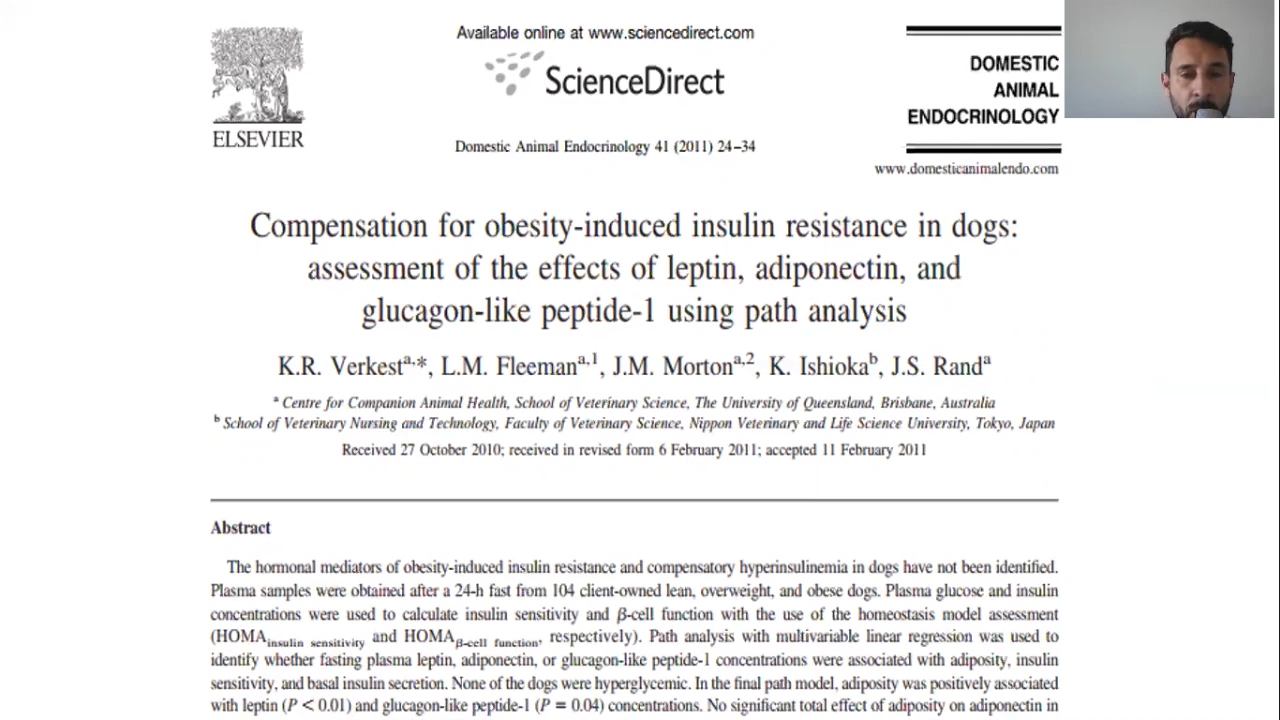 Available online at www.sciencedirect.com
ScienceDirect
ELSEVIER
Domestic Animal Endocrinology 41 (2011) 24–34
DOMESTIC
ANIMAL
ENDOCRINOLOGY
www.domesticanimalendo.com
Compensation for obesity-induced insulin resistance in dogs:
assessment of the effects of leptin, adiponectin, and
glucagon-like peptide-1 using path analysis
K.R. Verkest a,*, L.M. Fleeman a,1, J.M. Morton a,2, K. Ishioka b, J.S. Rand a
a Centre for Companion Animal Health, School of Veterinary Science, The University of Queensland, Brisbane, Australia
b School of Veterinary Nursing and Technology, Faculty of Veterinary Science, Nippon Veterinary and Life Science University, Tokyo, Japan
Received 27 October 2010; received in revised form 6 February 2011; accepted 11 February 2011
Abstract
The hormonal mediators of obesity-induced insulin resistance and compensatory hyperinsulinemia in dogs have not been identified.
Plasma samples were obtained after a 24-h fast from 104 client-owned lean, overweight, and obese dogs. Plasma glucose and insulin
concentrations were used to calculate insulin sensitivity and β-cell function with the use of the homeostasis model assessment
(HOMA insulin sensitivity and HOMA β-cell function, respectively). Path analysis with multivariable linear regression was used to
identify whether fasting plasma leptin, adiponectin, or glucagon-like peptide-1 concentrations were associated with adiposity, insulin
sensitivity, and basal insulin secretion. None of the dogs were hyperglycemic. In the final path model, adiposity was positively associated
with leptin (P < 0.01) and glucagon-like peptide-1 (P = 0.04) concentrations. No significant total effect of adiposity on adiponectin in